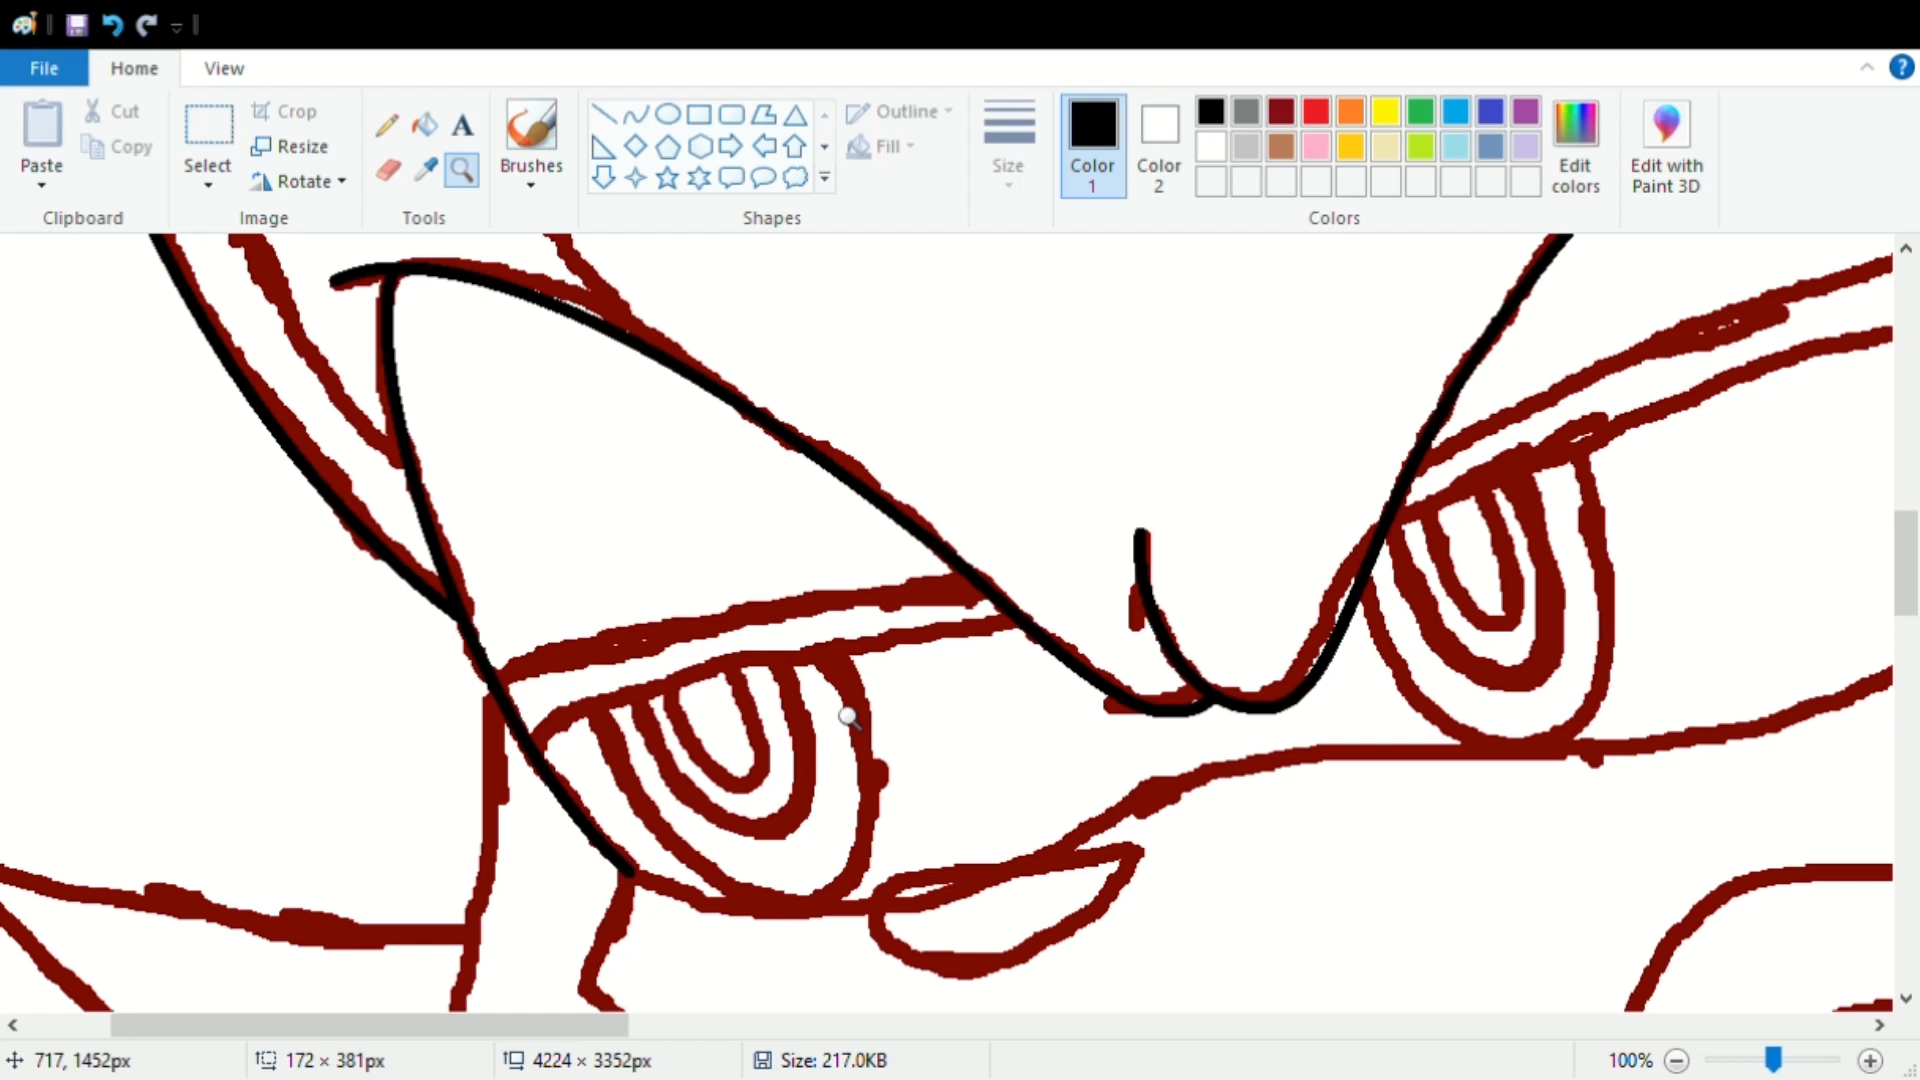 File Home View ?
Paste Cut Copy Select Crop Resize Rotate A Brushes Outline Fill Size Color 1 Color 2 Edit colors Edit with Paint 3D
Clipboard Image Tools Shapes Colors
717, 1452px 172 × 381px 4224 × 3352px Size: 217.0KB 100%